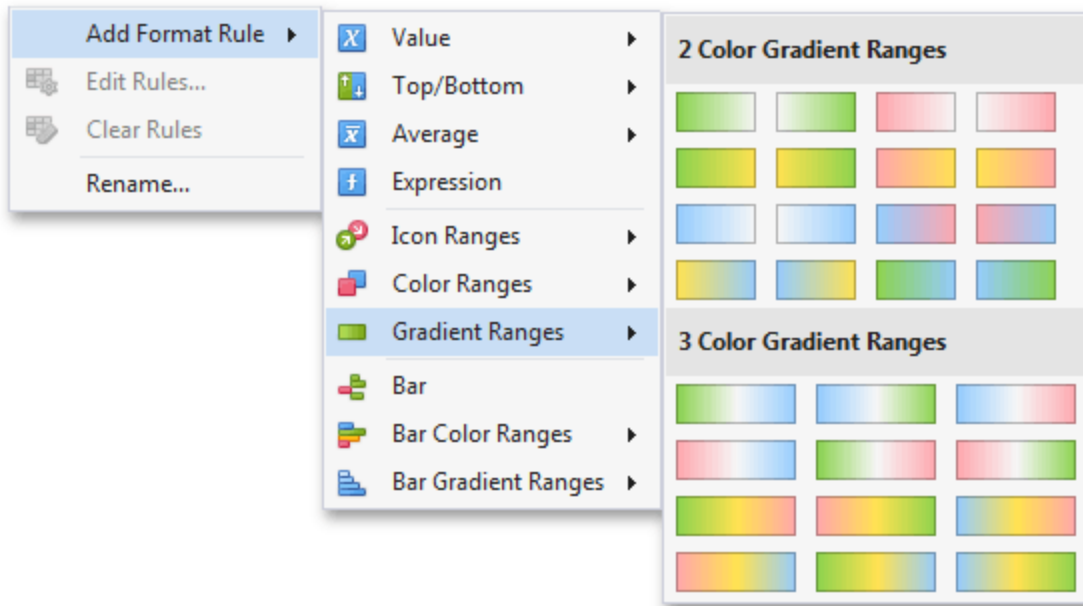 Add Format Rule
Edit Rules...
Clear Rules
Rename...
Value
Top/Bottom
Average
Expression
Icon Ranges
Color Ranges
Gradient Ranges
Bar
Bar Color Ranges
Bar Gradient Ranges
2 Color Gradient Ranges
3 Color Gradient Ranges